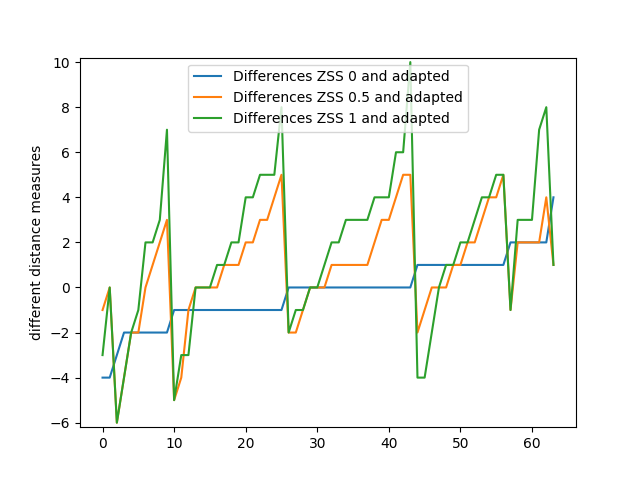 10
8
6
4
2
0
−2
−4
−6
different distance measures
Differences ZSS 0 and adapted
Differences ZSS 0.5 and adapted
Differences ZSS 1 and adapted
0 10 20 30 40 50 60